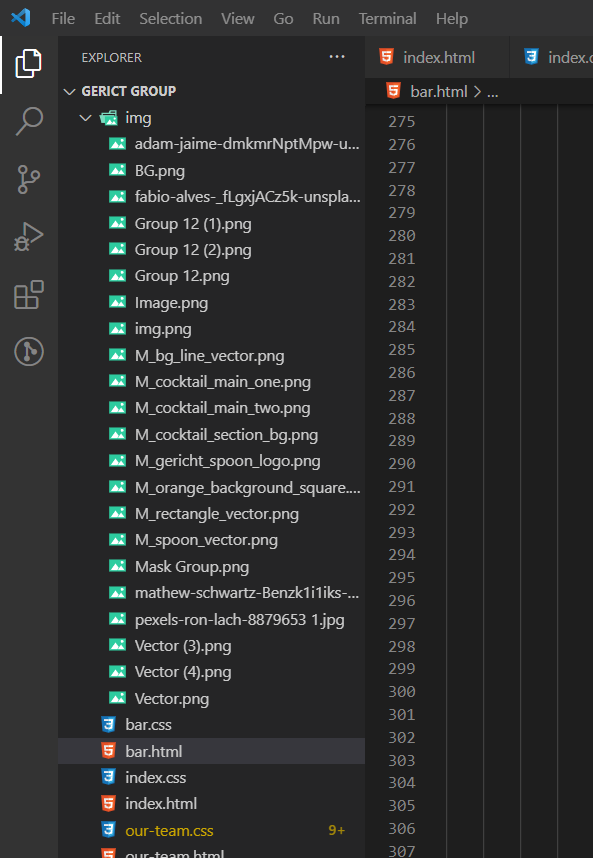 File Edit Selection View Go Run Terminal Help
EXPLORER
GERICT GROUP
img
adam-jaime-dmkmrNptMpw-u...
BG.png
fabio-alves-_fLgxjACz5k-unspla...
Group 12 (1).png
Group 12 (2).png
Group 12.png
Image.png
img.png
M_bg_line_vector.png
M_cocktail_main_one.png
M_cocktail_main_two.png
M_cocktail_section_bg.png
M_gericht_spoon_logo.png
M_orange_background_square....
M_rectangle_vector.png
M_spoon_vector.png
Mask Group.png
mathew-schwartz-Benzk1i1iks-...
pexels-ron-lach-8879653 1.jpg
Vector (3).png
Vector (4).png
Vector.png
bar.css
bar.html
index.css
index.html
our-team.css 9+
our-team.html
index.html index.c
bar.html > ...
275
276
277
278
279
280
281
282
283
284
285
286
287
288
289
290
291
292
293
294
295
296
297
298
299
300
301
302
303
304
305
306
307